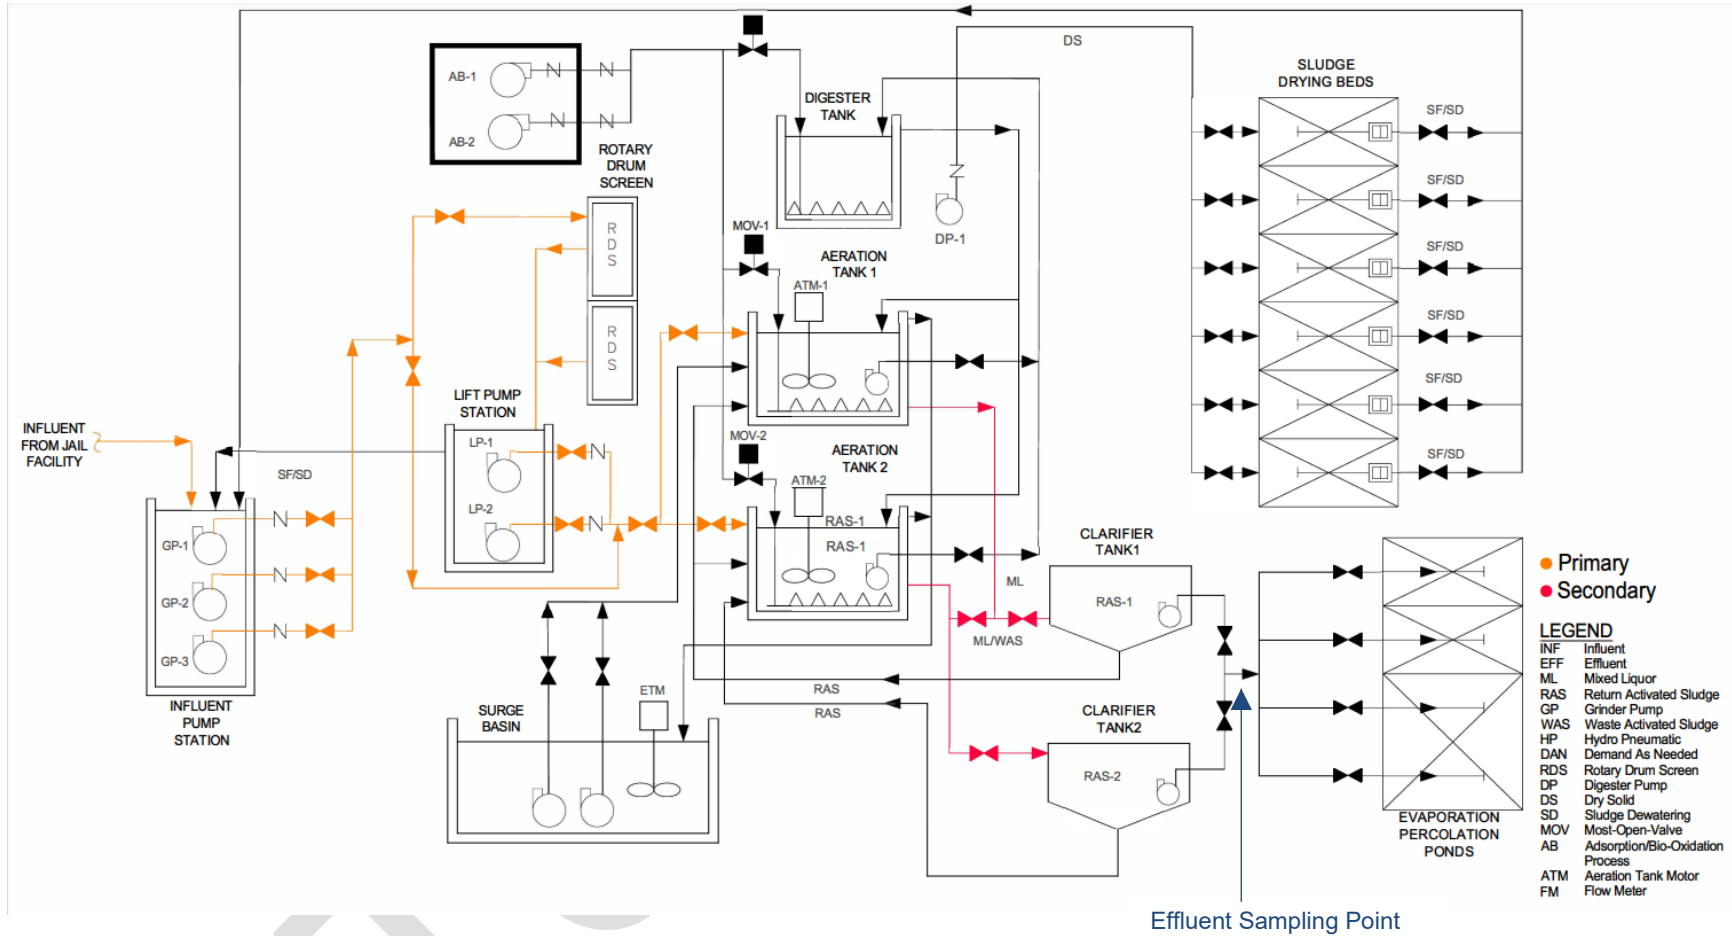 DS
SLUDGE
DRYING BEDS
AB-1
AB-2
DIGESTER
TANK
ROTARY
DRUM
SCREEN
SF/SD
SF/SD
SF/SD
SF/SD
SF/SD
SF/SD
R
D
S
R
D
S
MOV-1
DP-1
AERATION
TANK 1
ATM-1
LIFT PUMP
STATION
INFLUENT
FROM JAIL
FACILITY
SF/SD
LP-1
LP-2
MOV-2
AERATION
TANK 2
ATM-2
RAS-1
RAS-1
GP-1
GP-2
GP-3
INFLUENT
PUMP
STATION
CLARIFIER
TANK1
RAS-1
ML
ML/WAS
RAS
RAS
SURGE
BASIN
ETM
CLARIFIER
TANK2
RAS-2
EVAPORATION
PERCOLATION
PONDS
Primary
Secondary
LEGEND
INF Influent
EFF Effluent
ML Mixed Liquor
RAS Return Activated Sludge
GP Grinder Pump
WAS Waste Activated Sludge
HP Hydro Pneumatic
DAN Demand As Needed
RDS Rotary Drum Screen
DP Digester Pump
DS Dry Solid
SD Sludge Dewatering
MOV Most-Open-Valve
AB Adsorption/Bio-Oxidation
Process
ATM Aeration Tank Motor
FM Flow Meter
Effluent Sampling Point